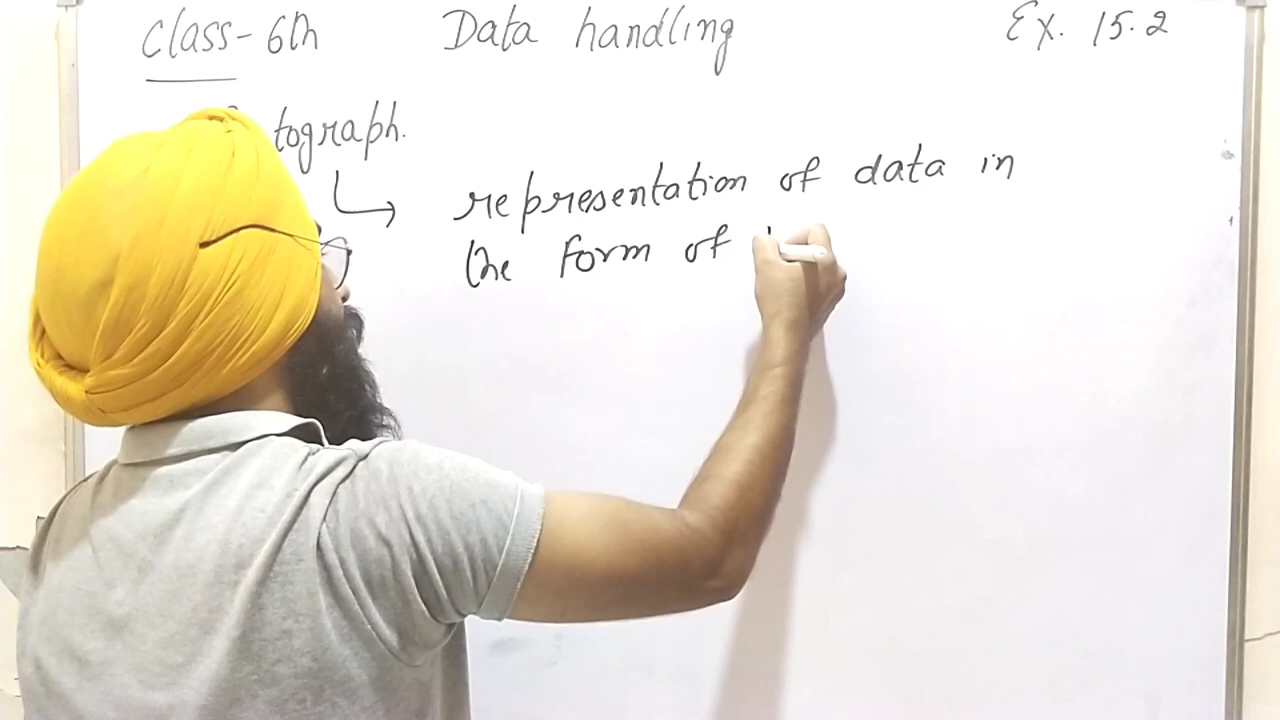 Class - 6th Data handling Ex. 15.2
tograph.
representation of data in
the form of